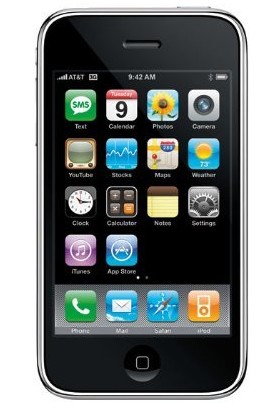 AT&T 3G 9:42 AM
SMS Tuesday 9 280
Text Calendar Photos Camera
73°
YouTube Stocks Maps Weather
Clock Calculator Notes Settings
iTunes App Store
Phone Mail Safari iPod